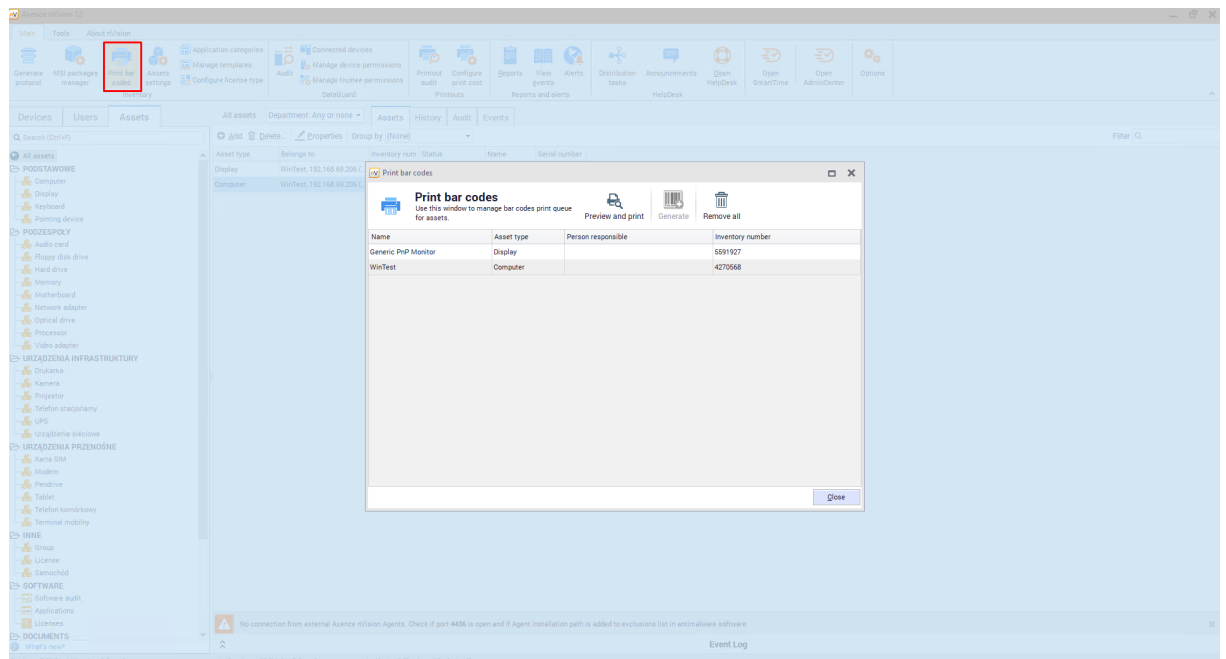 Axence nVision 12
Main Tools About nVision
Generate protocol
MSI packages manager
Print bar codes
Assets settings
Application categories
Manage templates
Configure license type
Inventory
Audit
Connected devices
Manage device permissions
Manage trustee permissions
DataGuard
Printout audit
Configure print cost
Printouts
Reports
View events
Alerts
Reports and alerts
Distribution tasks
Announcements
Open HelpDesk
HelpDesk
Open SmartTime
Open AdminCenter
Options
Devices Users Assets
All assets Department: Any or none Assets History Audit Events
Search (Ctrl+F)
Add Delete... Properties Group by (None) Filter
Asset type Belongs to Inventory num Status Name Serial number
Display WinTest, 192.168.69.206 (...
Computer WinTest, 192.168.69.206 (...
All assets
PODSTAWOWE
Computer
Display
Keyboard
Pointing device
PODZESPOŁY
Audio card
Floppy disk drive
Hard drive
Memory
Motherboard
Network adapter
Optical drive
Processor
Video adapter
URZĄDZENIA INFRASTRUKTURY
Drukarka
Kamera
Projektor
Telefon stacjonarny
UPS
urządzenie sieciowe
URZĄDZENIA PRZENOŚNE
Karta SIM
Modem
Pendrive
Tablet
Telefon komórkowy
Terminal mobilny
INNE
Group
License
Samochód
SOFTWARE
Software audit
Applications
Licenses
DOCUMENTS
What's new?
Print bar codes
Print bar codes
Use this window to manage bar codes print queue
for assets.
Preview and print
Generate
Remove all
Name Asset type Person responsible Inventory number
Generic PnP Monitor Display 5591927
WinTest Computer 4270568
Close
No connection from external Axence nVision Agents. Check if port 4436 is open and if Agent installation path is added to exclusions list in antimalware software.
Event Log